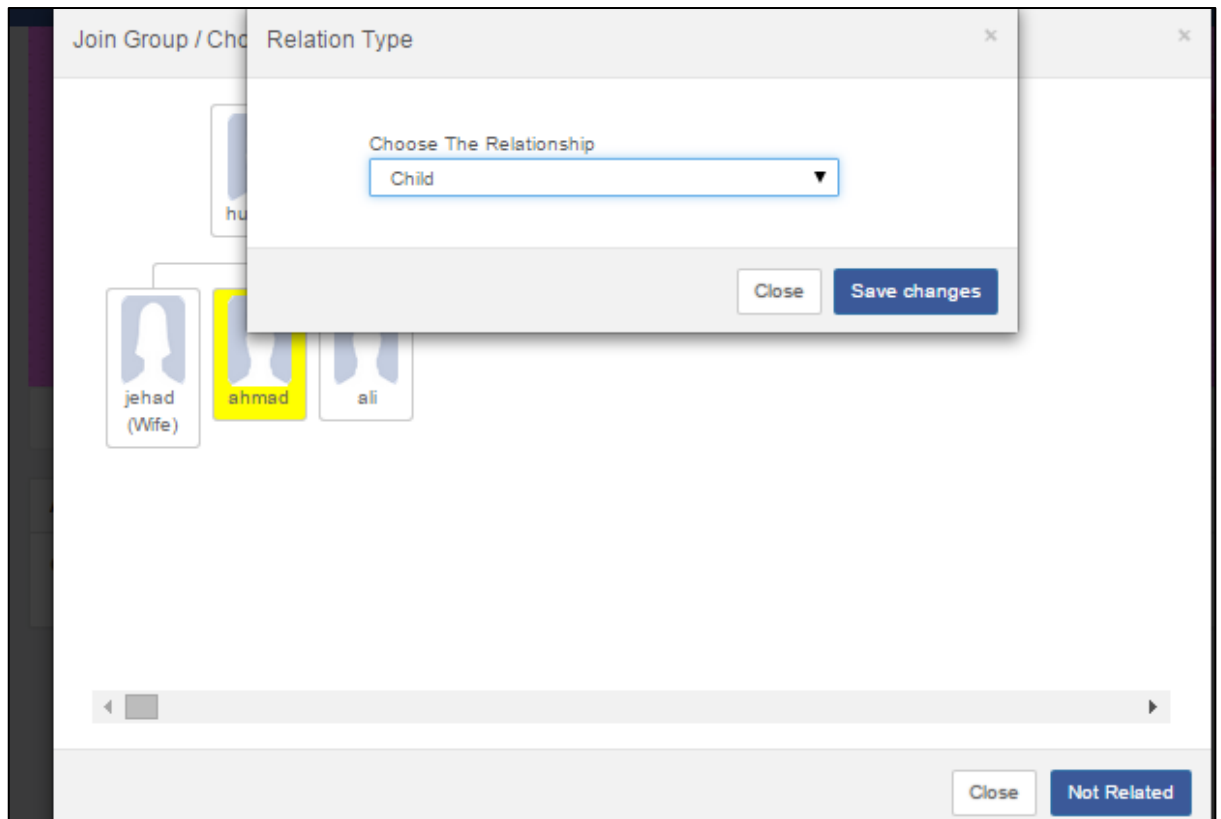 Join Group / Cho
Relation Type
×
×
Choose The Relationship
Child
hu
Close
Save changes
jehad
(Wife)
ahmad
ali
Close
Not Related